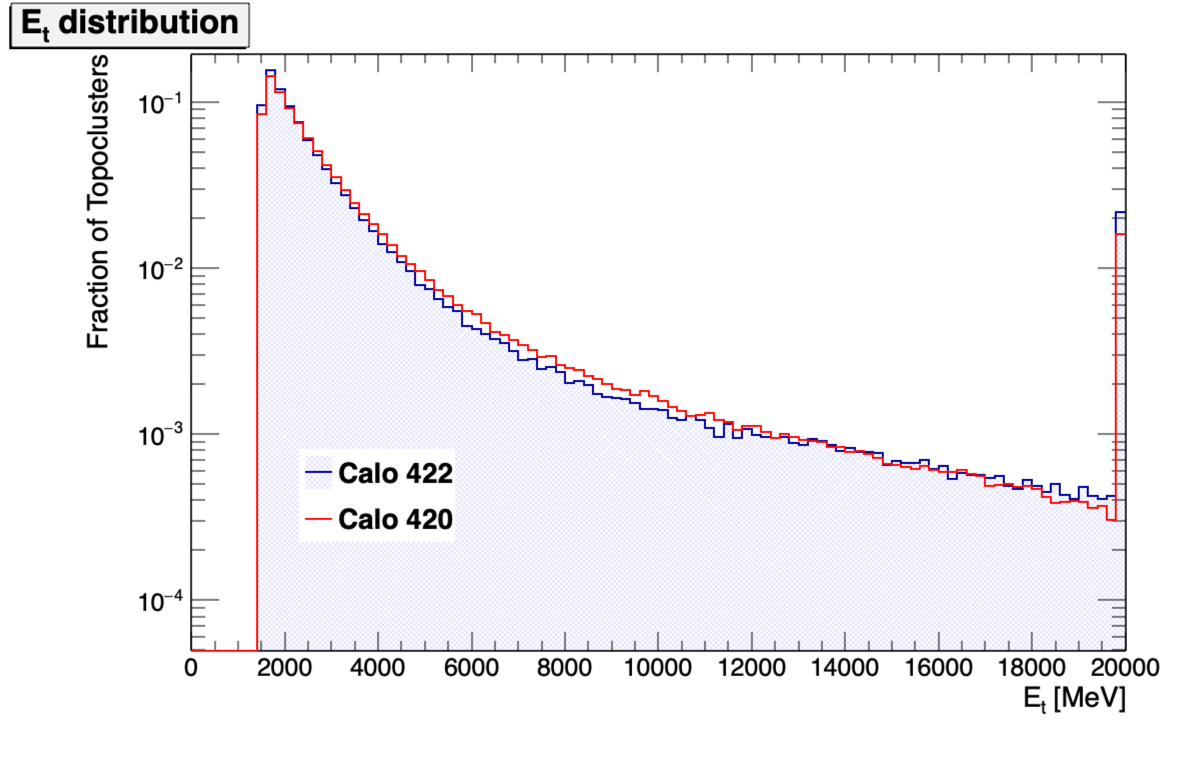 Et distribution
Fraction of Topoclusters
10−1
10−2
10−3
10−4
Calo 422
Calo 420
0 2000 4000 6000 8000 10000 12000 14000 16000 18000 20000
Et [MeV]